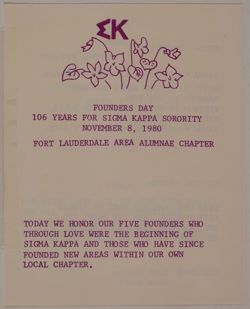 ΣΚ
FOUNDERS DAY
106 YEARS FOR SIGMA KAPPA SORORITY
NOVEMBER 8, 1980
FORT LAUDERDALE AREA ALUMNAE CHAPTER
TODAY WE HONOR OUR FIVE FOUNDERS WHO
THROUGH LOVE WERE THE BEGINNING OF
SIGMA KAPPA AND THOSE WHO HAVE SINCE
FOUNDED NEW AREAS WITHIN OUR OWN
LOCAL CHAPTER.